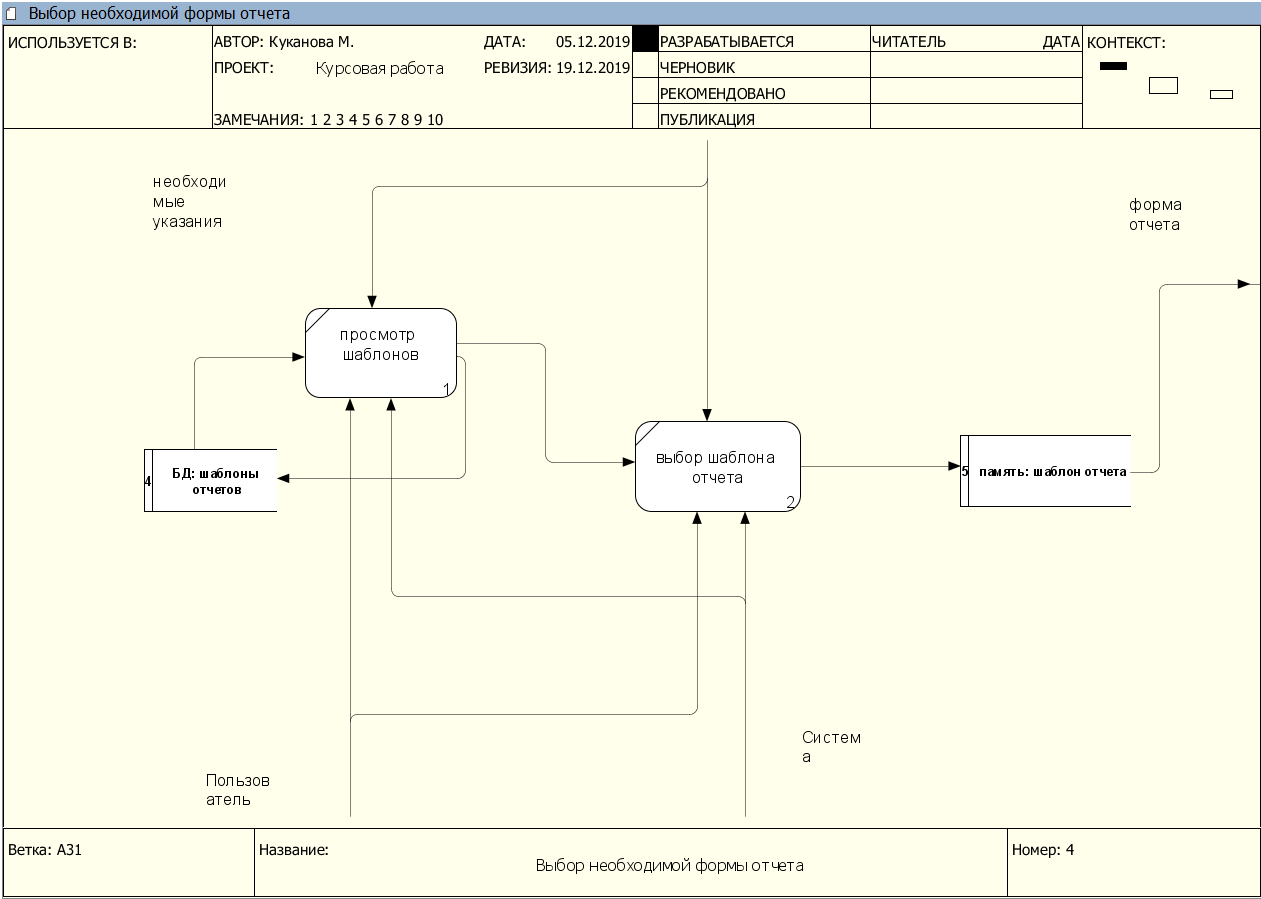 Выбор необходимой формы отчета
ИСПОЛЬЗУЕТСЯ В:
АВТОР: Куканова М.
ДАТА: 05.12.2019
ПРОЕКТ: Курсовая работа
РЕВИЗИЯ: 19.12.2019
ЗАМЕЧАНИЯ: 1 2 3 4 5 6 7 8 9 10
РАЗРАБАТЫВАЕТСЯ
ЧЕРНОВИК
РЕКОМЕНДОВАНО
ПУБЛИКАЦИЯ
ЧИТАТЕЛЬ
ДАТА
КОНТЕКСТ:
необходи
мые
указания
форма
отчета
просмотр
шаблонов
1
БД: шаблоны
отчетов
4
выбор шаблона
отчета
2
5
память: шаблон отчета
Систем
а
Пользов
атель
Ветка: A31
Название:
Выбор необходимой формы отчета
Номер: 4